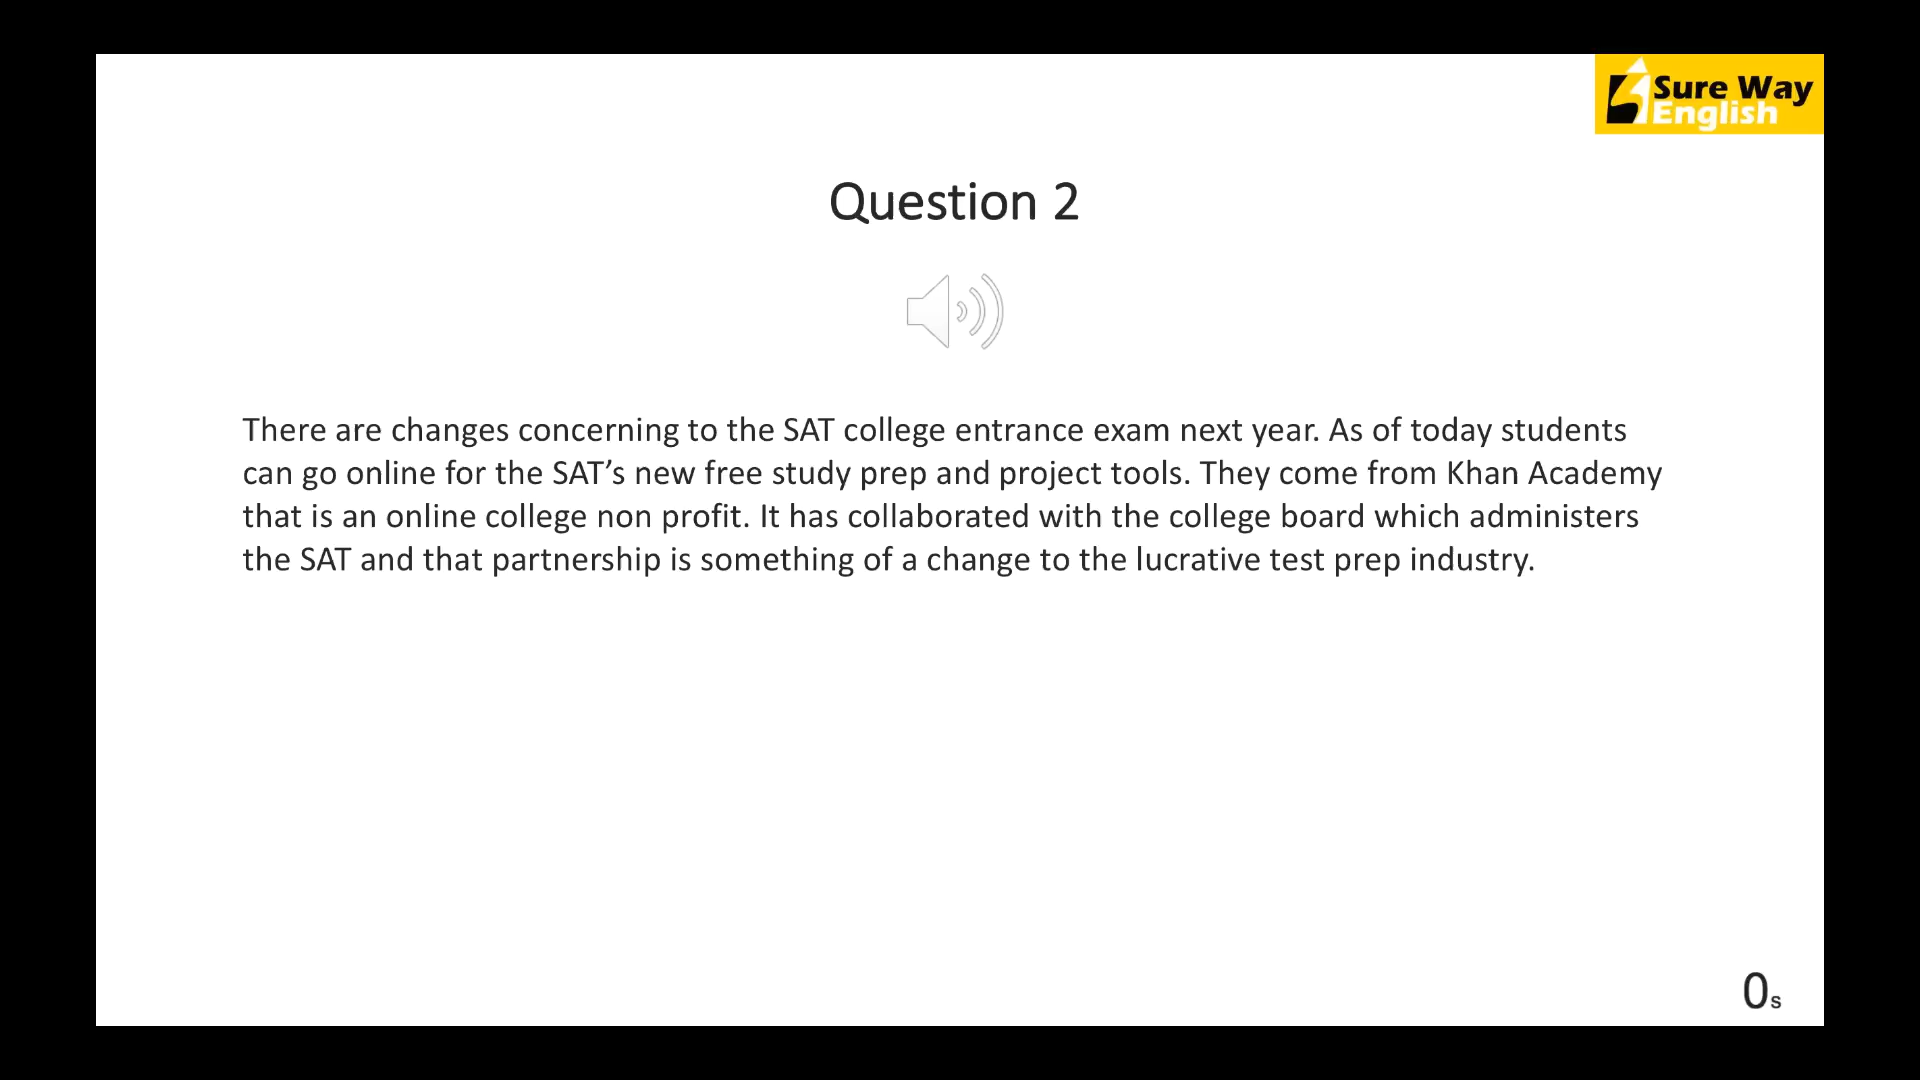 Sure Way
English
Question 2
There are changes concerning to the SAT college entrance exam next year. As of today students
can go online for the SAT’s new free study prep and project tools. They come from Khan Academy
that is an online college non profit. It has collaborated with the college board which administers
the SAT and that partnership is something of a change to the lucrative test prep industry.
0s